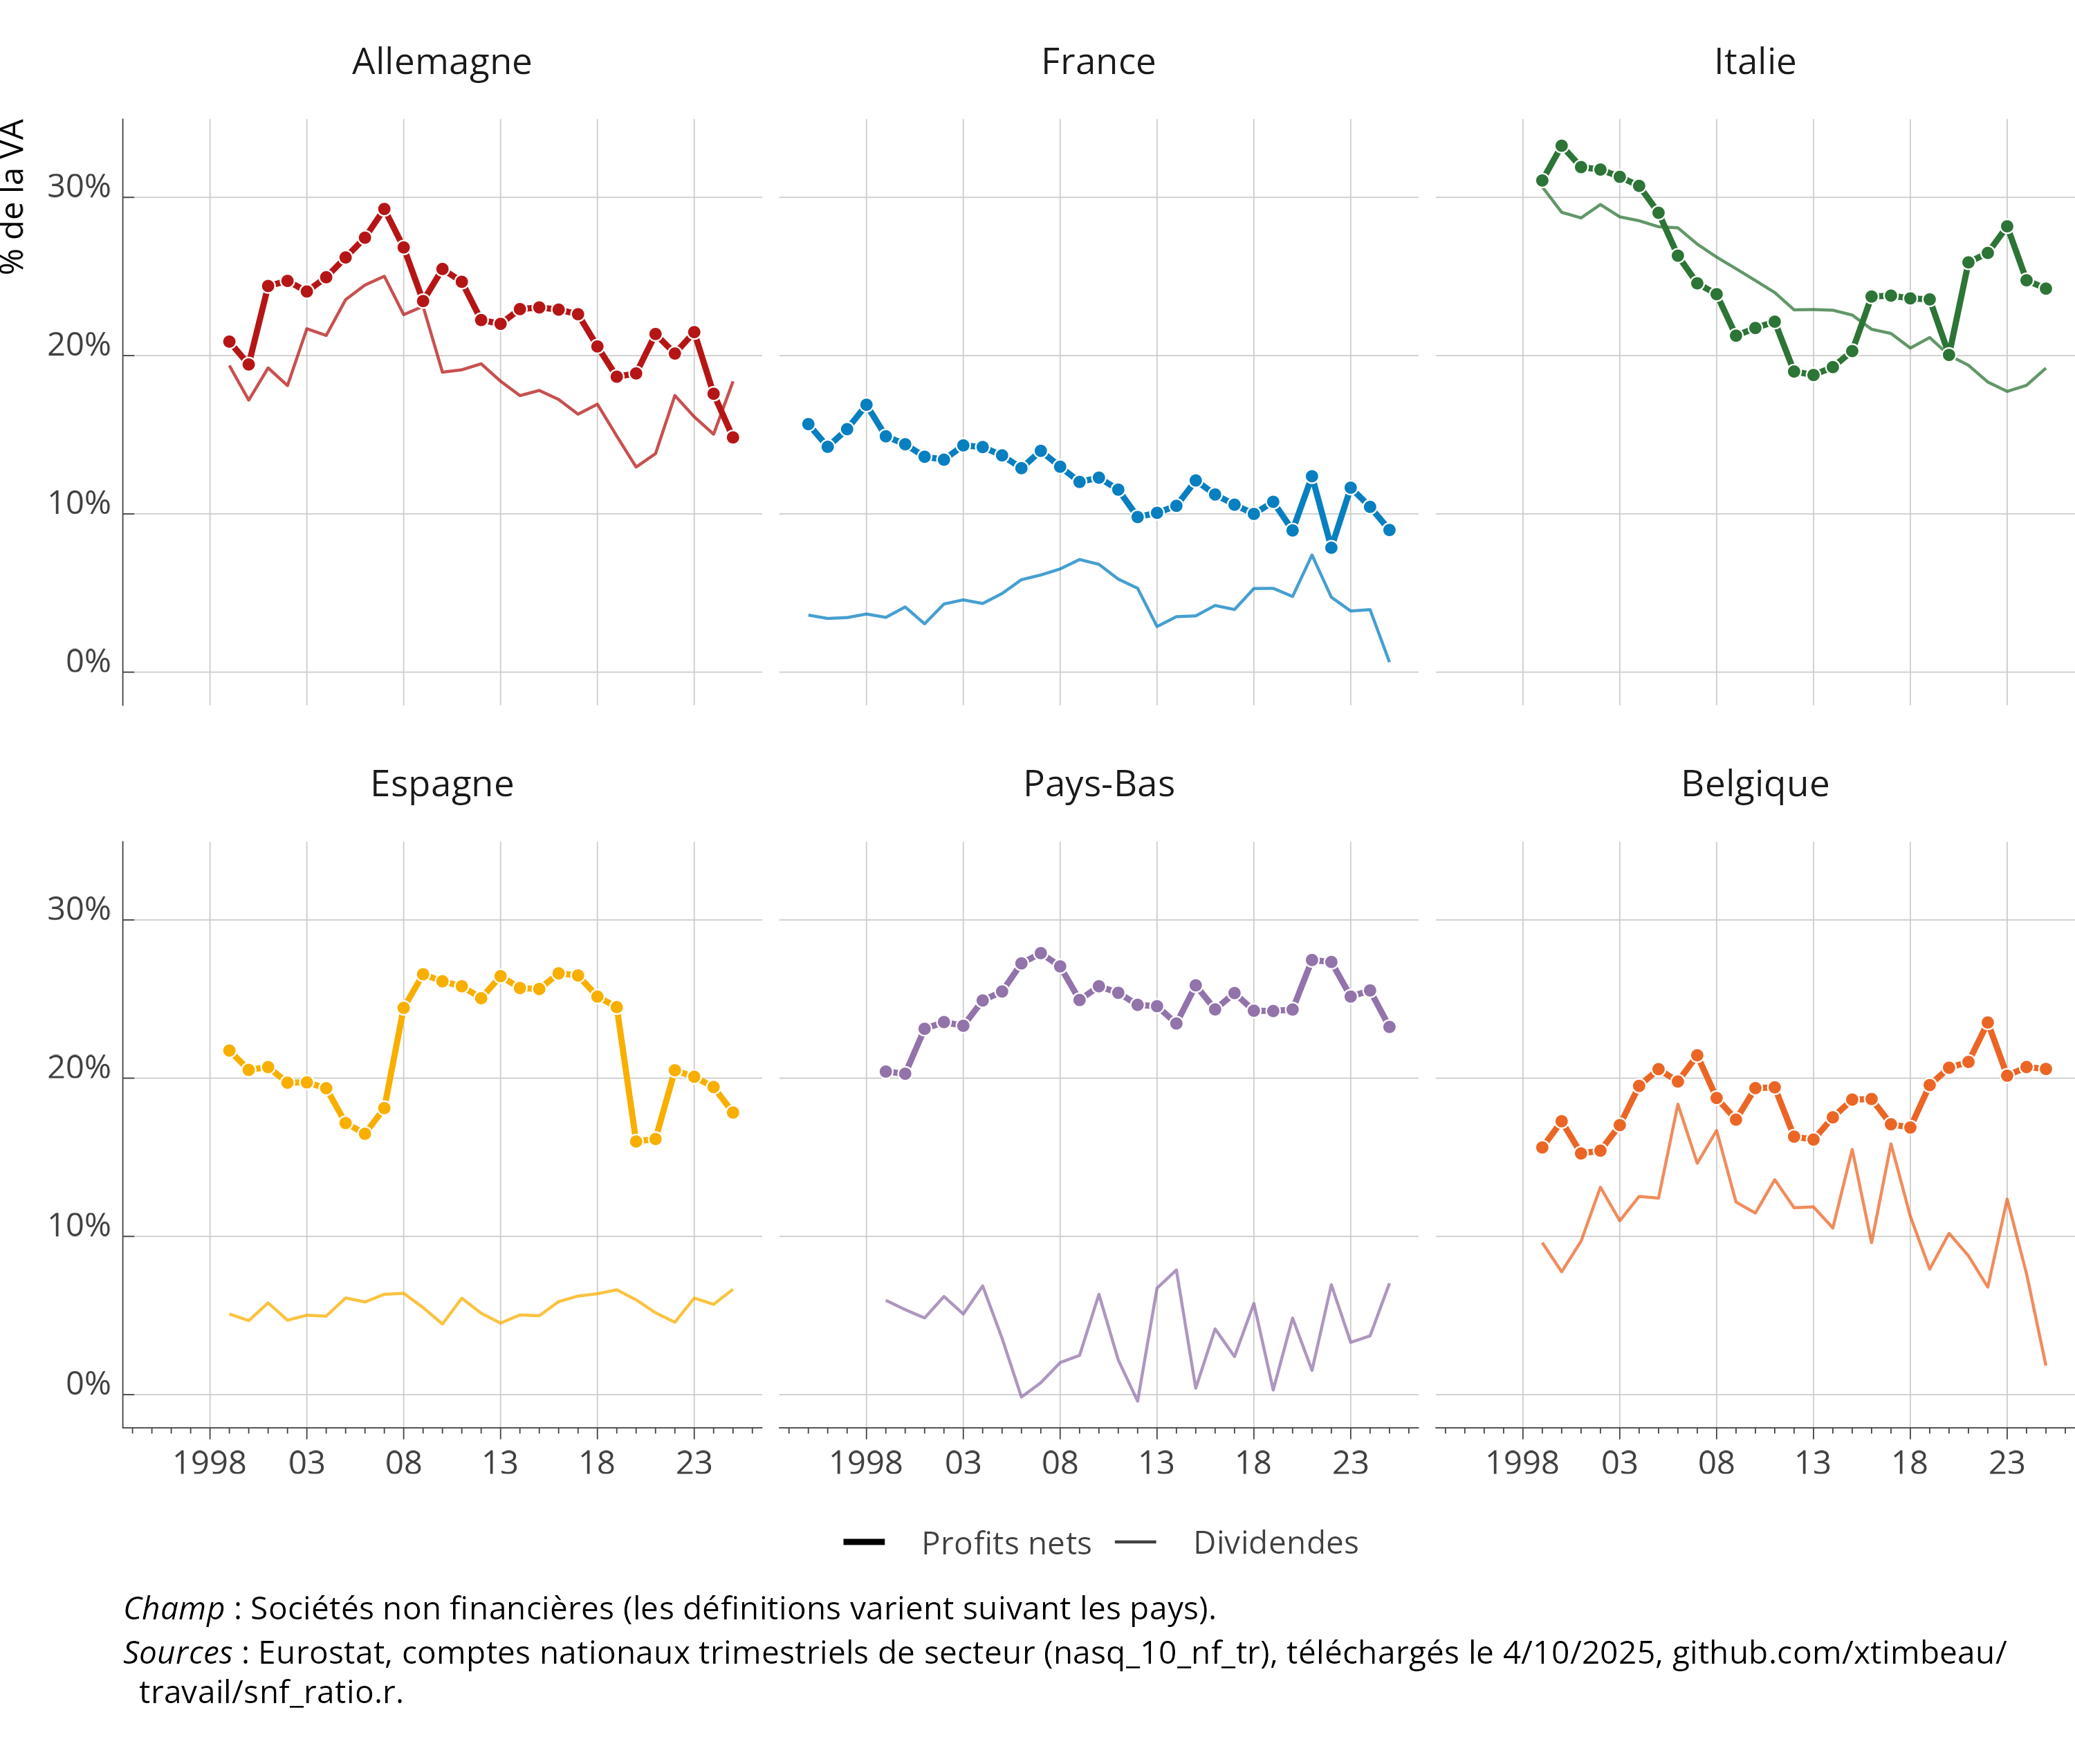 Allemagne
France
Italie
% de la VA
30%
20%
10%
0%
Espagne
Pays-Bas
Belgique
30%
20%
10%
0%
1998 03 08 13 18 23
1998 03 08 13 18 23
1998 03 08 13 18 23
Profits nets
Dividendes
Champ : Sociétés non financières (les définitions varient suivant les pays).
Sources : Eurostat, comptes nationaux trimestriels de secteur (nasq_10_nf_tr), téléchargés le 4/10/2025, github.com/xtimbeau/
travail/snf_ratio.r.